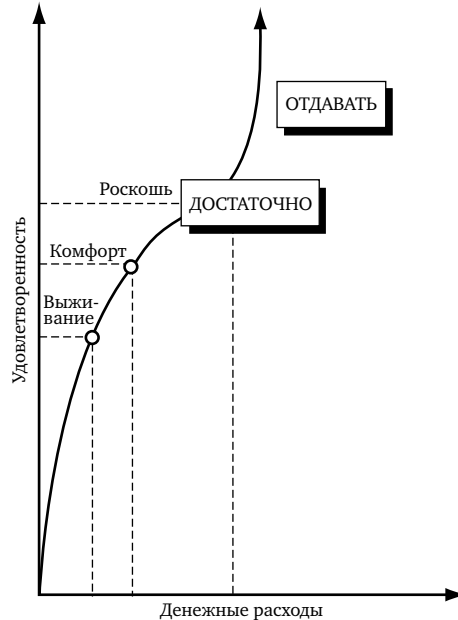 ОТДАВАТЬ
Роскошь
ДОСТАТОЧНО
Комфорт
Выжи-
вание
Удовлетворенность
Денежные расходы